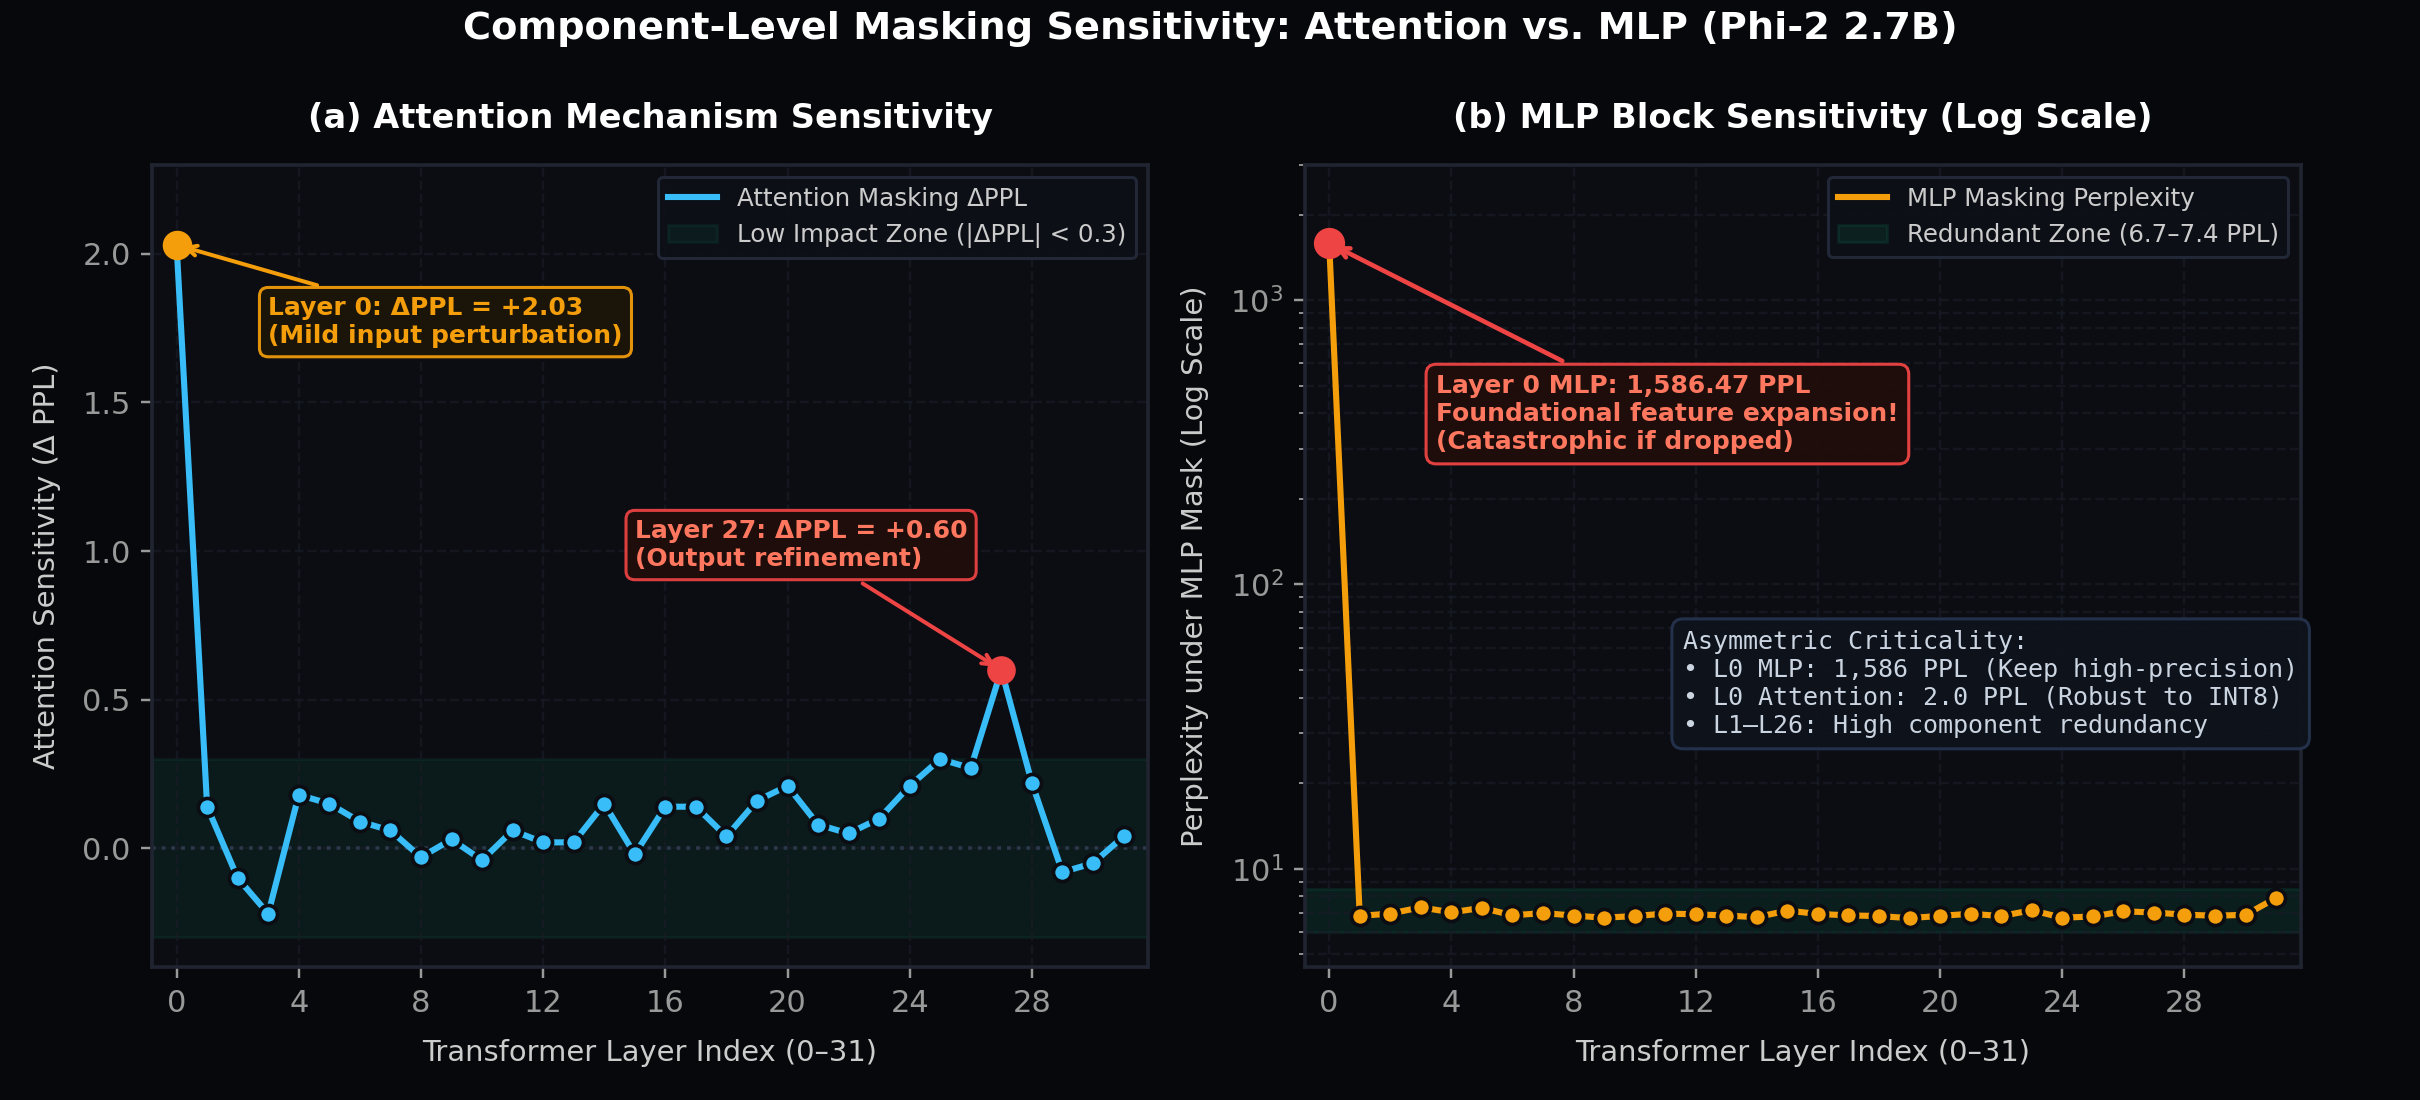 Component-Level Masking Sensitivity: Attention vs. MLP (Phi-2 2.7B)
(a) Attention Mechanism Sensitivity
Attention Sensitivity (Δ PPL)
2.0
1.5
1.0
0.5
0.0
Attention Masking ΔPPL
Low Impact Zone (|ΔPPL| < 0.3)
Layer 0: ΔPPL = +2.03
(Mild input perturbation)
Layer 27: ΔPPL = +0.60
(Output refinement)
0 4 8 12 16 20 24 28
Transformer Layer Index (0–31)
(b) MLP Block Sensitivity (Log Scale)
Perplexity under MLP Mask (Log Scale)
10³
10²
10¹
MLP Masking Perplexity
Redundant Zone (6.7–7.4 PPL)
Layer 0 MLP: 1,586.47 PPL
Foundational feature expansion!
(Catastrophic if dropped)
Asymmetric Criticality:
• L0 MLP: 1,586 PPL (Keep high-precision)
• L0 Attention: 2.0 PPL (Robust to INT8)
• L1–L26: High component redundancy
0 4 8 12 16 20 24 28
Transformer Layer Index (0–31)